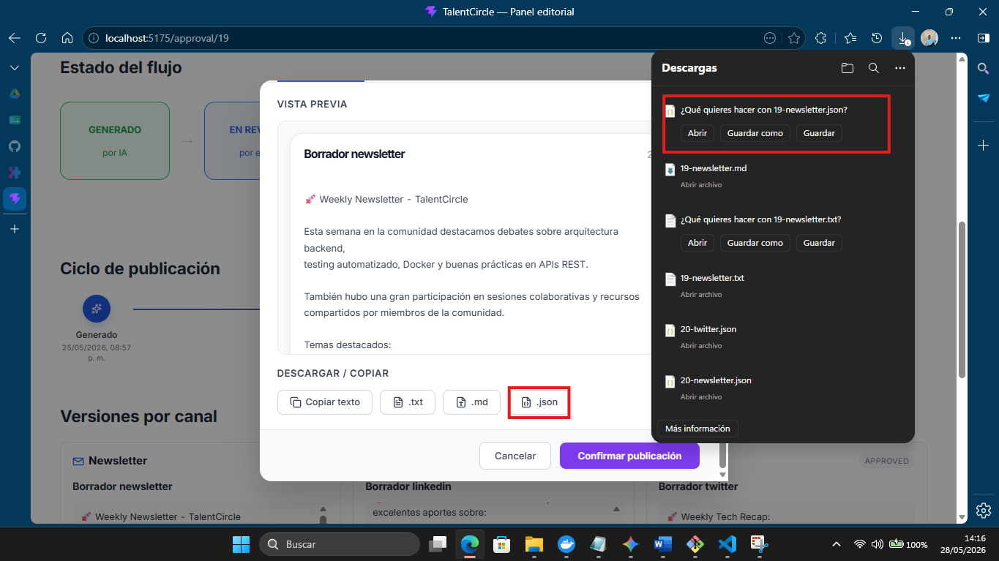 TalentCircle — Panel editorial
localhost:5175/approval/19
Estado del flujo
GENERADO
por IA
→
EN REV
por e
Ciclo de publicación
Generado
25/05/2026, 08:57
p. m.
Versiones por canal
Newsletter
Borrador newsletter
🚀 Weekly Newsletter - TalentCircle
Borrador linkedin
excelentes aportes sobre:
APPROVED
Borrador twitter
🚀 Weekly Tech Recap:
VISTA PREVIA
Borrador newsletter
2
🚀 Weekly Newsletter - TalentCircle
Esta semana en la comunidad destacamos debates sobre arquitectura
backend,
testing automatizado, Docker y buenas prácticas en APIs REST.
También hubo una gran participación en sesiones colaborativas y recursos
compartidos por miembros de la comunidad.
Temas destacados:
DESCARGAR / COPIAR
Copiar texto
.txt
.md
.json
Cancelar
Confirmar publicación
Descargas
¿Qué quieres hacer con 19-newsletter.json?
Abrir
Guardar como
Guardar
19-newsletter.md
Abrir archivo
¿Qué quieres hacer con 19-newsletter.txt?
Abrir
Guardar como
Guardar
19-newsletter.txt
Abrir archivo
20-twitter.json
Abrir archivo
20-newsletter.json
Abrir archivo
Más información
Buscar
100%
14:16
28/05/2026